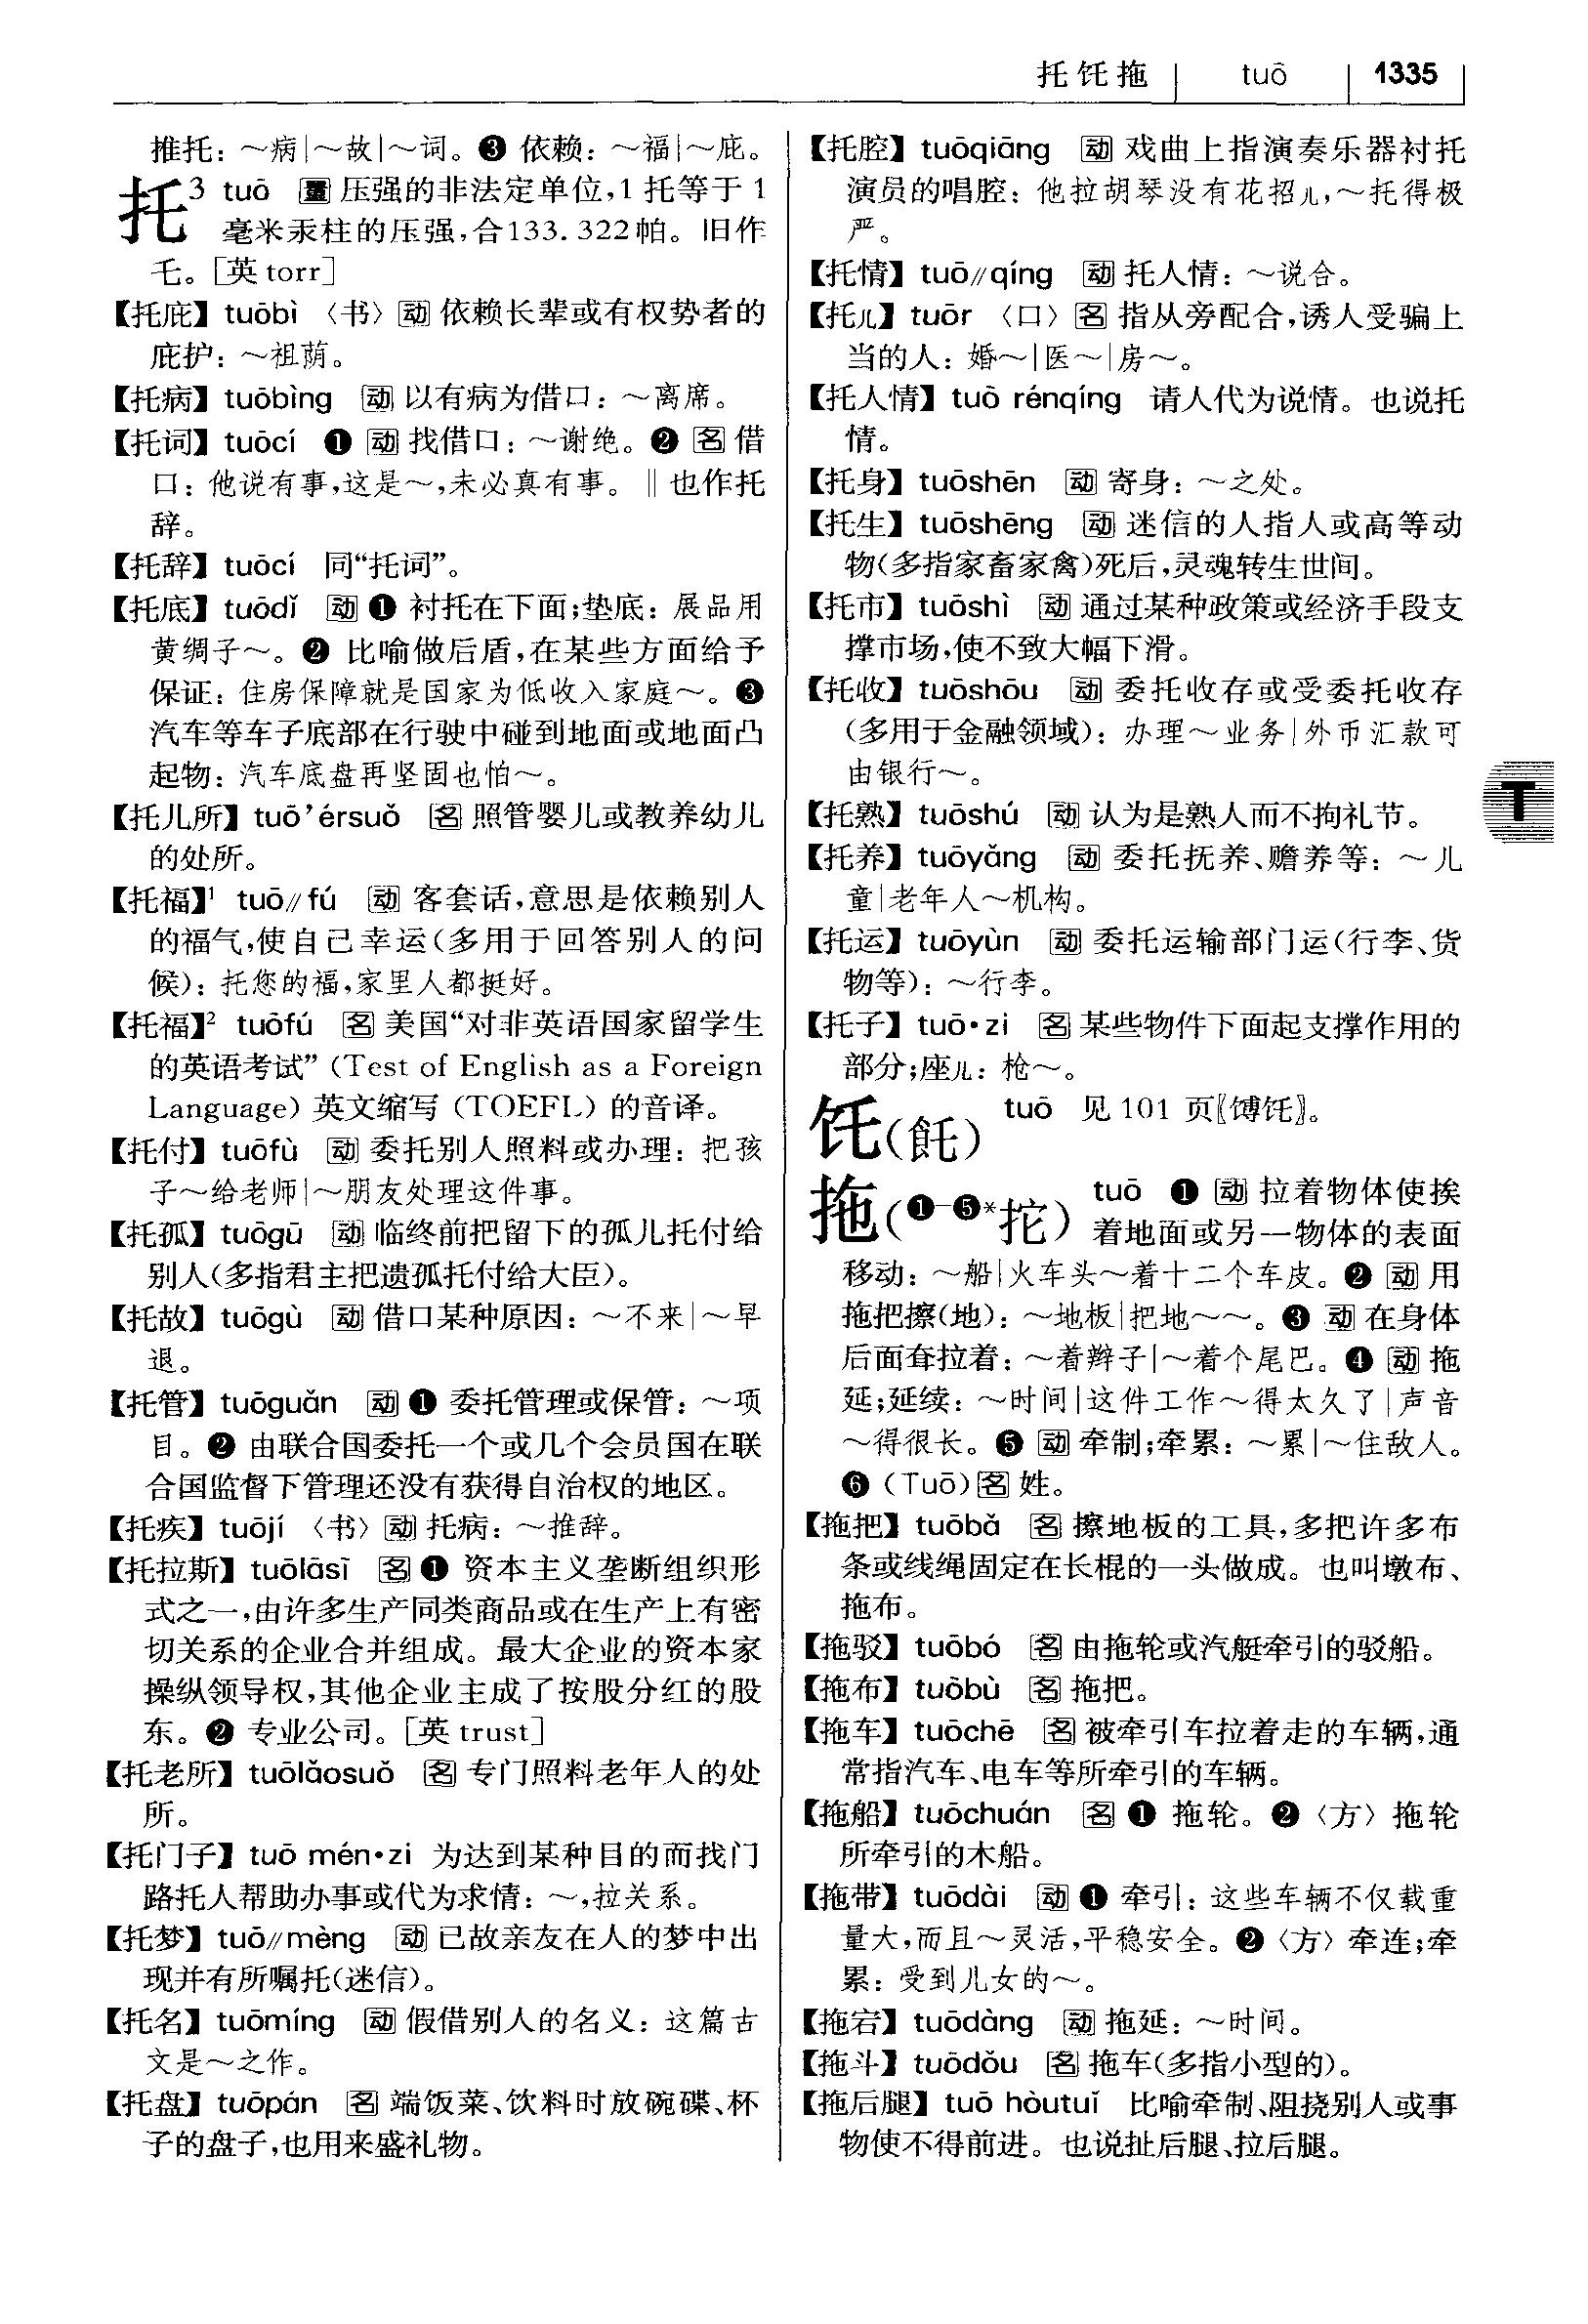 托饦拖 tuō 1335
推托：～病|～故|～词。❸ 依赖：～福|～庇。
托³ tuō 量 压强的非法定单位，1 托等于 1
毫米汞柱的压强，合133.322帕。旧作
乇。[英 torr]
【托庇】tuōbì 〈书〉动 依赖长辈或有权势者的
庇护：～祖荫。
【托病】tuōbìng 动 以有病为借口：～离席。
【托词】tuōcí ❶ 动 找借口：～谢绝。❷ 名 借
口：他说有事，这是～，未必真有事。‖也作托
辞。
【托辞】tuōcí 同“托词”。
【托底】tuōdǐ 动 ❶ 衬托在下面；垫底：展品用
黄绸子～。❷ 比喻做后盾，在某些方面给予
保证：住房保障就是国家为低收入家庭～。❸
汽车等车子底部在行驶中碰到地面或地面凸
起物：汽车底盘再坚固也怕～。
【托儿所】tuō’érsuǒ 名 照管婴儿或教养幼儿
的处所。
【托福】¹ tuō//fú 动 客套话，意思是依赖别人
的福气，使自己幸运（多用于回答别人的问
候）：托您的福，家里人都挺好。
【托福】² tuōfú 名 美国“对非英语国家留学生
的英语考试”（Test of English as a Foreign
Language）英文缩写（TOEFL）的音译。
【托付】tuōfù 动 委托别人照料或办理：把孩
子～给老师|～朋友处理这件事。
【托孤】tuōgū 动 临终前把留下的孤儿托付给
别人（多指君主把遗孤托付给大臣）。
【托故】tuōgù 动 借口某种原因：～不来|～早
退。
【托管】tuōguǎn 动 ❶ 委托管理或保管：～项
目。❷ 由联合国委托一个或几个会员国在联
合国监督下管理还没有获得自治权的地区。
【托疾】tuōjí 〈书〉动 托病：～推辞。
【托拉斯】tuōlāsī 名 ❶ 资本主义垄断组织形
式之一，由许多生产同类商品或在生产上有密
切关系的企业合并组成。最大企业的资本家
操纵领导权，其他企业主成了按股分红的股
东。❷ 专业公司。[英 trust]
【托老所】tuōlǎosuǒ 名 专门照料老年人的处
所。
【托门子】tuō mén•zi 为达到某种目的而找门
路托人帮助办事或代为求情：～，拉关系。
【托梦】tuō//mèng 动 已故亲友在人的梦中出
现并有所嘱托（迷信）。
【托名】tuōmíng 动 假借别人的名义：这篇古
文是～之作。
【托盘】tuōpán 名 端饭菜、饮料时放碗碟、杯
子的盘子，也用来盛礼物。
【托腔】tuōqiāng 动 戏曲上指演奏乐器衬托
演员的唱腔：他拉胡琴没有花招儿，～托得极
严。
【托情】tuō//qíng 动 托人情：～说合。
【托儿】tuōr 〈口〉名 指从旁配合，诱人受骗上
当的人：婚～|医～|房～。
【托人情】tuō rénqíng 请人代为说情。也说托
情。
【托身】tuōshēn 动 寄身：～之处。
【托生】tuōshēng 动 迷信的人指人或高等动
物（多指家畜家禽）死后，灵魂转生世间。
【托市】tuōshì 动 通过某种政策或经济手段支
撑市场，使不致大幅下滑。
【托收】tuōshōu 动 委托收存或受委托收存
（多用于金融领域）：办理～业务|外币汇款可
由银行～。
【托熟】tuōshú 动 认为是熟人而不拘礼节。
【托养】tuōyǎng 动 委托抚养、赡养等：～儿
童|老年人～机构。
【托运】tuōyùn 动 委托运输部门运（行李、货
物等）：～行李。
【托子】tuō•zi 名 某些物件下面起支撑作用的
部分；座儿：枪～。
饦（飥） tuō 见 101 页〖馎饦〗。
拖（❶-❺*拕） tuō ❶ 动 拉着物体使挨
着地面或另一物体的表面
移动：～船|火车头～着十二个车皮。❷ 动 用
拖把擦（地）：～地板|把地～～。❸ 动 在身体
后面耷拉着：～着辫子|～着个尾巴。❹ 动 拖
延；延续：～时间|这件工作～得太久了|声音
～得很长。❺ 动 牵制；牵累：～累|～住敌人。
❻（Tuō）名 姓。
【拖把】tuōbǎ 名 擦地板的工具，多把许多布
条或线绳固定在长棍的一头做成。也叫墩布、
拖布。
【拖驳】tuōbó 名 由拖轮或汽艇牵引的驳船。
【拖布】tuōbù 名 拖把。
【拖车】tuōchē 名 被牵引车拉着走的车辆，通
常指汽车、电车等所牵引的车辆。
【拖船】tuōchuán 名 ❶ 拖轮。❷〈方〉拖轮
所牵引的木船。
【拖带】tuōdài 动 ❶ 牵引：这些车辆不仅载重
量大，而且～灵活，平稳安全。❷〈方〉牵连；牵
累：受到儿女的～。
【拖宕】tuōdàng 动 拖延：～时间。
【拖斗】tuōdǒu 名 拖车（多指小型的）。
【拖后腿】tuō hòutuǐ 比喻牵制、阻挠别人或事
物使不得前进。也说扯后腿、拉后腿。
T